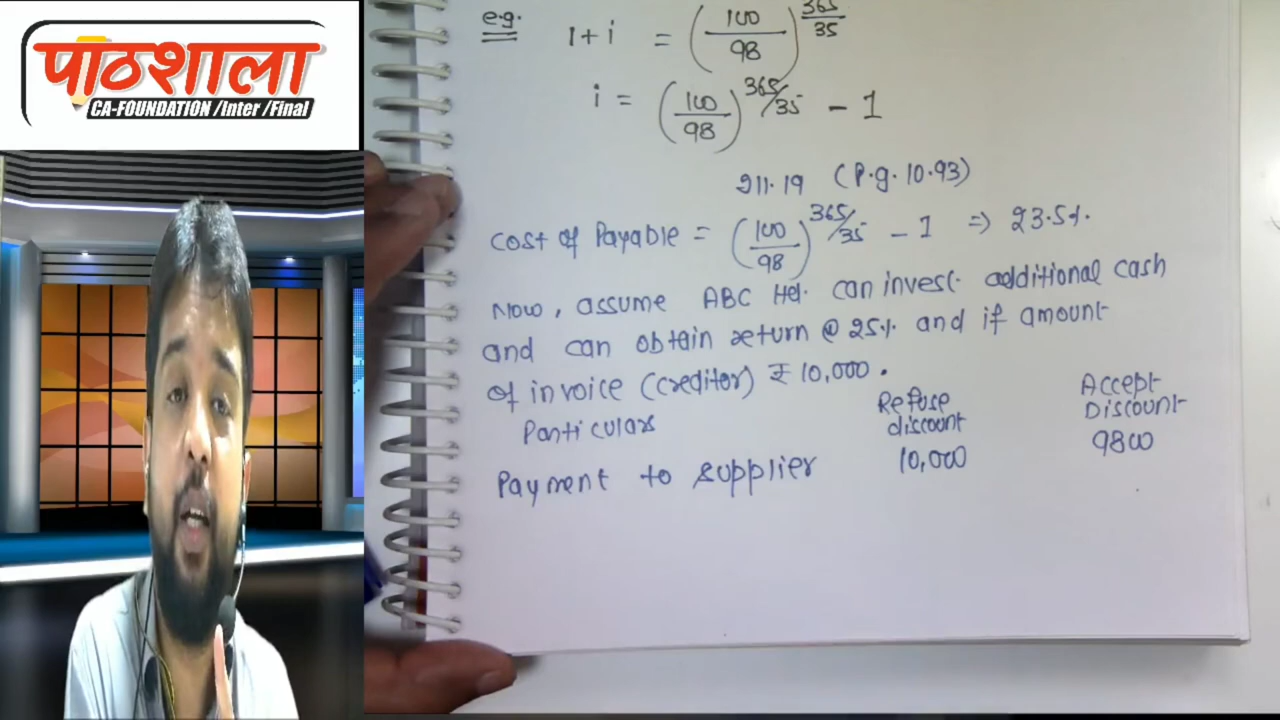 पाठशाला
CA-FOUNDATION /Inter /Final
e.g. 1+i = (100/98)^365/35
i = (100/98)^365/35 - 1
211.19 (P.g. 10.93)
Cost of Payable = (100/98)^365/35 - 1 => 23.5%.
Now, assume ABC Ltd. can invest additional cash
and can obtain return @ 25% and if amount
of invoice (creditor) ₹ 10,000.
Particulars Refuse discount Accept Discount
Payment to supplier 10,000 9800